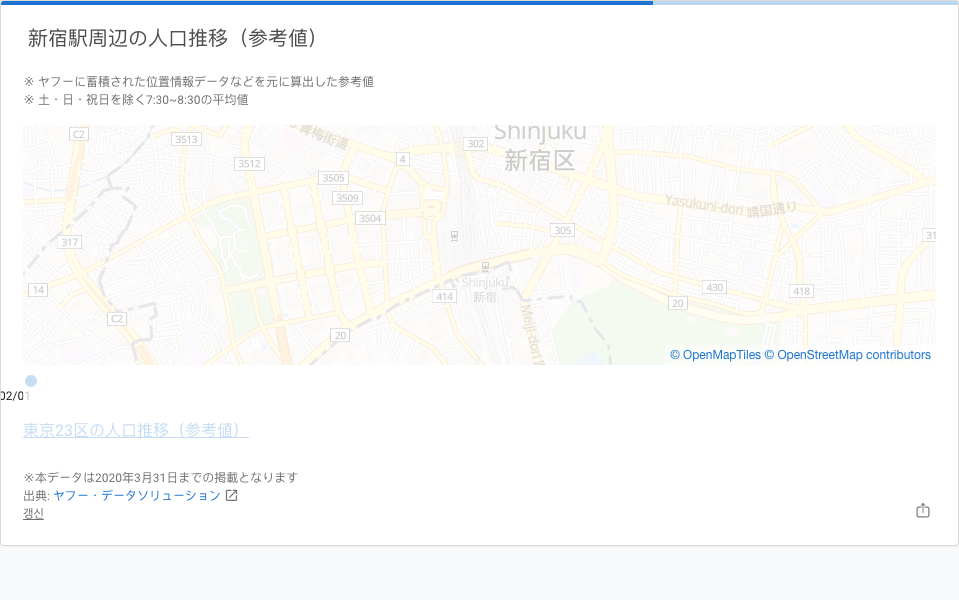 新宿駅周辺の人口推移（参考値）
※ ヤフーに蓄積された位置情報データなどを元に算出した参考値
※ 土・日・祝日を除く7:30~8:30の平均値
C2
3513
青梅街道
302
Shinjuku
新宿区
4
3512
3505
3509
3504
Yasukuni-dori 靖国通り
305
317
31
14
414
Shinjuku
新宿
430
418
20
C2
20
Meiji-dori
© OpenMapTiles © OpenStreetMap contributors
02/01
東京23区の人口推移（参考値）
※本データは2020年3月31日までの掲載となります
出典: ヤフー・データソリューション
갱신